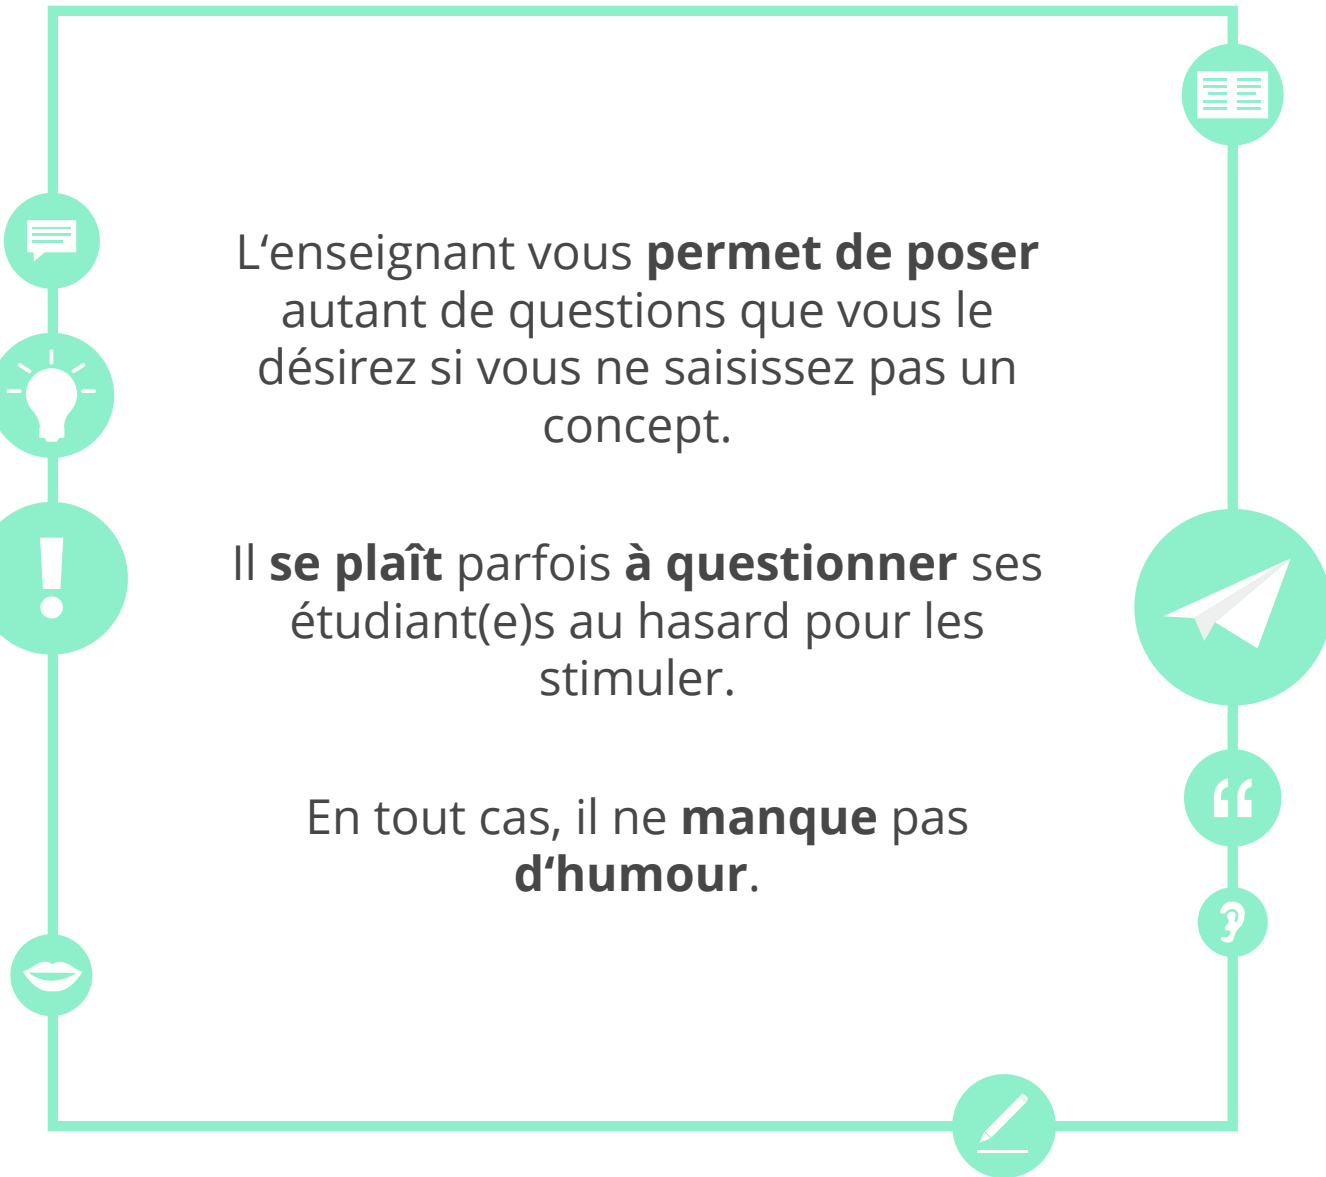 L‘enseignant vous permet de poser
autant de questions que vous le
désirez si vous ne saisissez pas un
concept.
Il se plaît parfois à questionner ses
étudiant(e)s au hasard pour les
stimuler.
En tout cas, il ne manque pas
d‘humour.